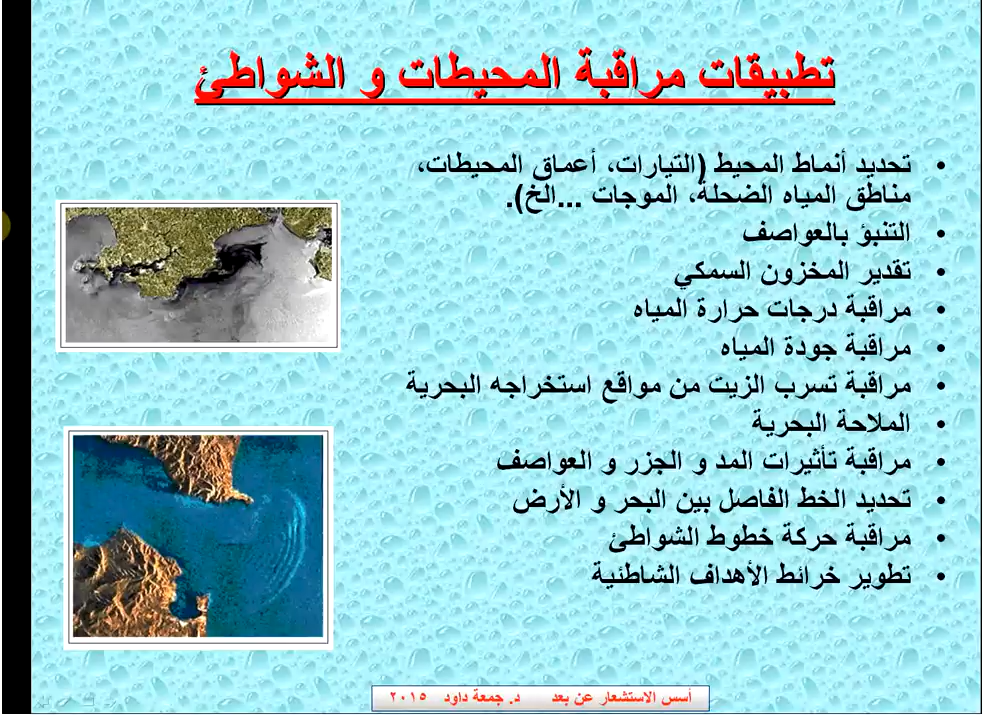 تطبيقات مراقبة المحيطات و الشواطئ
• تحديد أنماط المحيط (التيارات، أعماق المحيطات،
مناطق المياه الضحلة، الموجات ...الخ).
• التنبؤ بالعواصف
• تقدير المخزون السمكي
• مراقبة درجات حرارة المياه
• مراقبة جودة المياه
• مراقبة تسرب الزيت من مواقع استخراجه البحرية
• الملاحة البحرية
• مراقبة تأثيرات المد و الجزر و العواصف
• تحديد الخط الفاصل بين البحر و الأرض
• مراقبة حركة خطوط الشواطئ
• تطوير خرائط الأهداف الشاطئية
أسس الاستشعار عن بعد د. جمعة داود ٢٠١٥